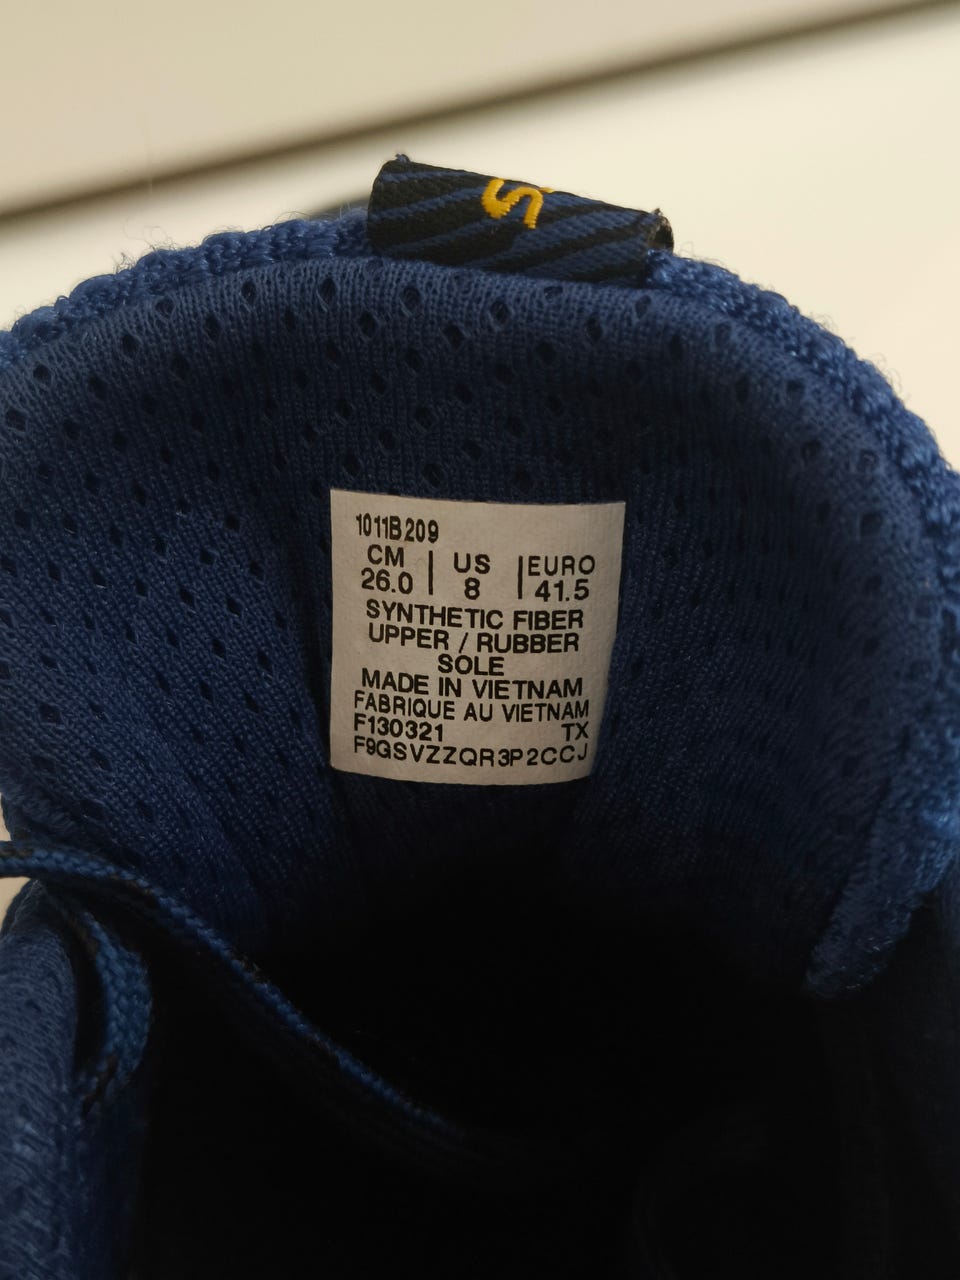 1011B209
CM | US | EURO
26.0 8 41.5
SYNTHETIC FIBER
UPPER / RUBBER
SOLE
MADE IN VIETNAM
FABRIQUE AU VIETNAM
F130321 TX
F9GSVZZQR3P2CCJ